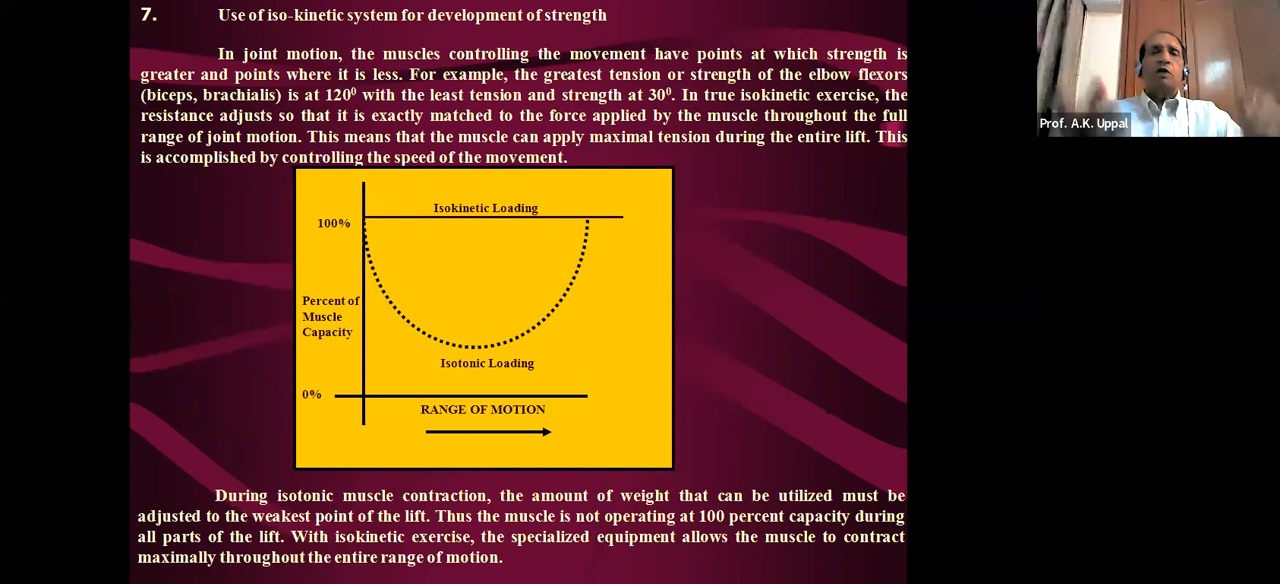 7. Use of iso-kinetic system for development of strength
In joint motion, the muscles controlling the movement have points at which strength is
greater and points where it is less. For example, the greatest tension or strength of the elbow flexors
(biceps, brachialis) is at 120⁰ with the least tension and strength at 30⁰. In true isokinetic exercise, the
resistance adjusts so that it is exactly matched to the force applied by the muscle throughout the full
range of joint motion. This means that the muscle can apply maximal tension during the entire lift. This
is accomplished by controlling the speed of the movement.
Isokinetic Loading
100%
Percent of
Muscle
Capacity
Isotonic Loading
0%
RANGE OF MOTION
During isotonic muscle contraction, the amount of weight that can be utilized must be
adjusted to the weakest point of the lift. Thus the muscle is not operating at 100 percent capacity during
all parts of the lift. With isokinetic exercise, the specialized equipment allows the muscle to contract
maximally throughout the entire range of motion.
Prof. A.K. Uppal